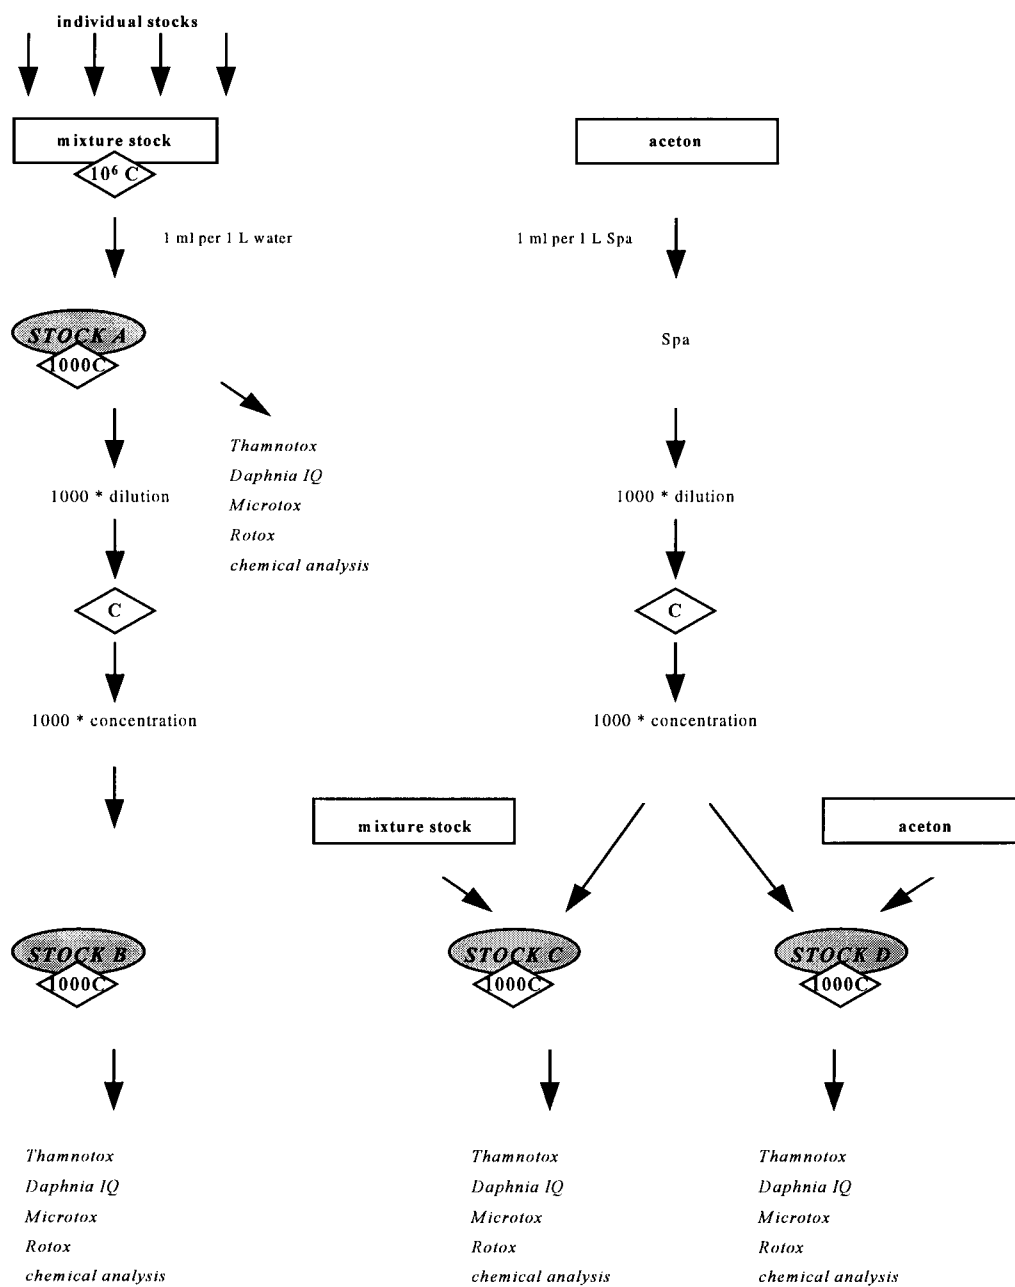 individual stocks
mixture stock
10⁶ C
1 ml per 1 L water
STOCK A
1000C
Thamnotox
Daphnia IQ
Microtox
Rotox
chemical analysis
1000 * dilution
C
1000 * concentration
STOCK B
1000C
Thamnotox
Daphnia IQ
Microtox
Rotox
chemical analysis
aceton
1 ml per 1 L Spa
Spa
1000 * dilution
C
1000 * concentration
mixture stock
aceton
STOCK C
1000C
Thamnotox
Daphnia IQ
Microtox
Rotox
chemical analysis
STOCK D
1000C
Thamnotox
Daphnia IQ
Microtox
Rotox
chemical analysis